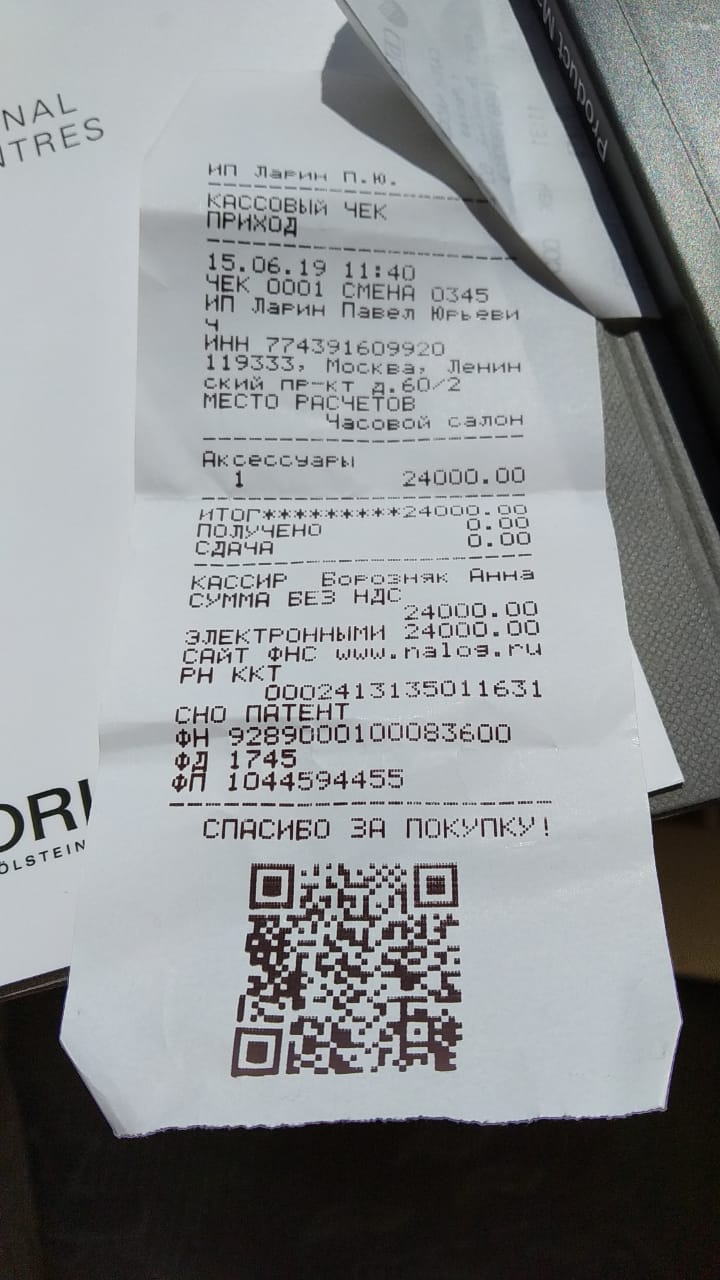 NAL
NTRES
Product M
ИП Ларин П.Ю.
КАССОВЫЙ ЧЕК
ПРИХОД
15.06.19 11:40
ЧЕК 0001 СМЕНА 0345
ИП Ларин Павел Юрьеви
ч
ИНН 774391609920
119333, Москва, Ленин
ский пр-кт д.60/2
МЕСТО РАСЧЕТОВ
Часовой салон
Аксессуары
1 24000.00
ИТОГ*********24000.00
ПОЛУЧЕНО 0.00
СДАЧА 0.00
КАССИР Борозняк Анна
СУММА БЕЗ НДС
24000.00
ЭЛЕКТРОННЫМИ 24000.00
САЙТ ФНС www.nalog.ru
РН ККТ
0002413135011631
СНО ПАТЕНТ
ФН 9289000100083600
ФД 1745
ФП 1044594455
СПАСИБО ЗА ПОКУПКУ!
ORI
ÖLSTEIN